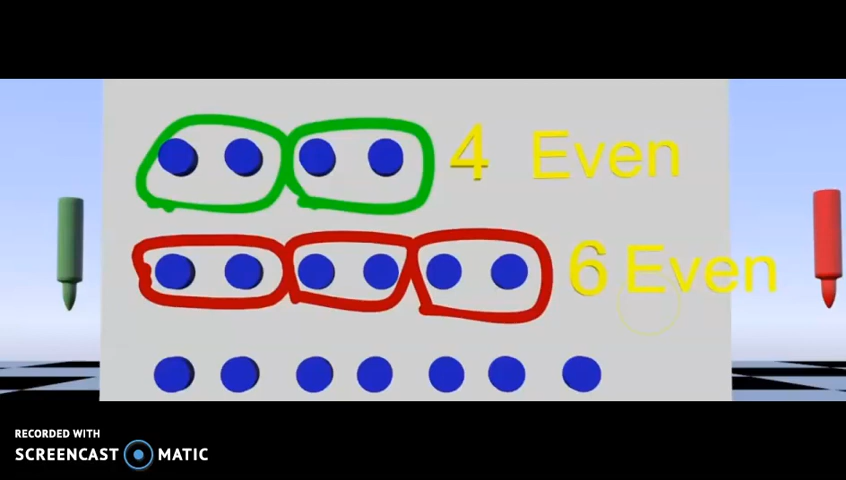 4 Even
6 Even
RECORDED WITH
SCREENCAST MATIC